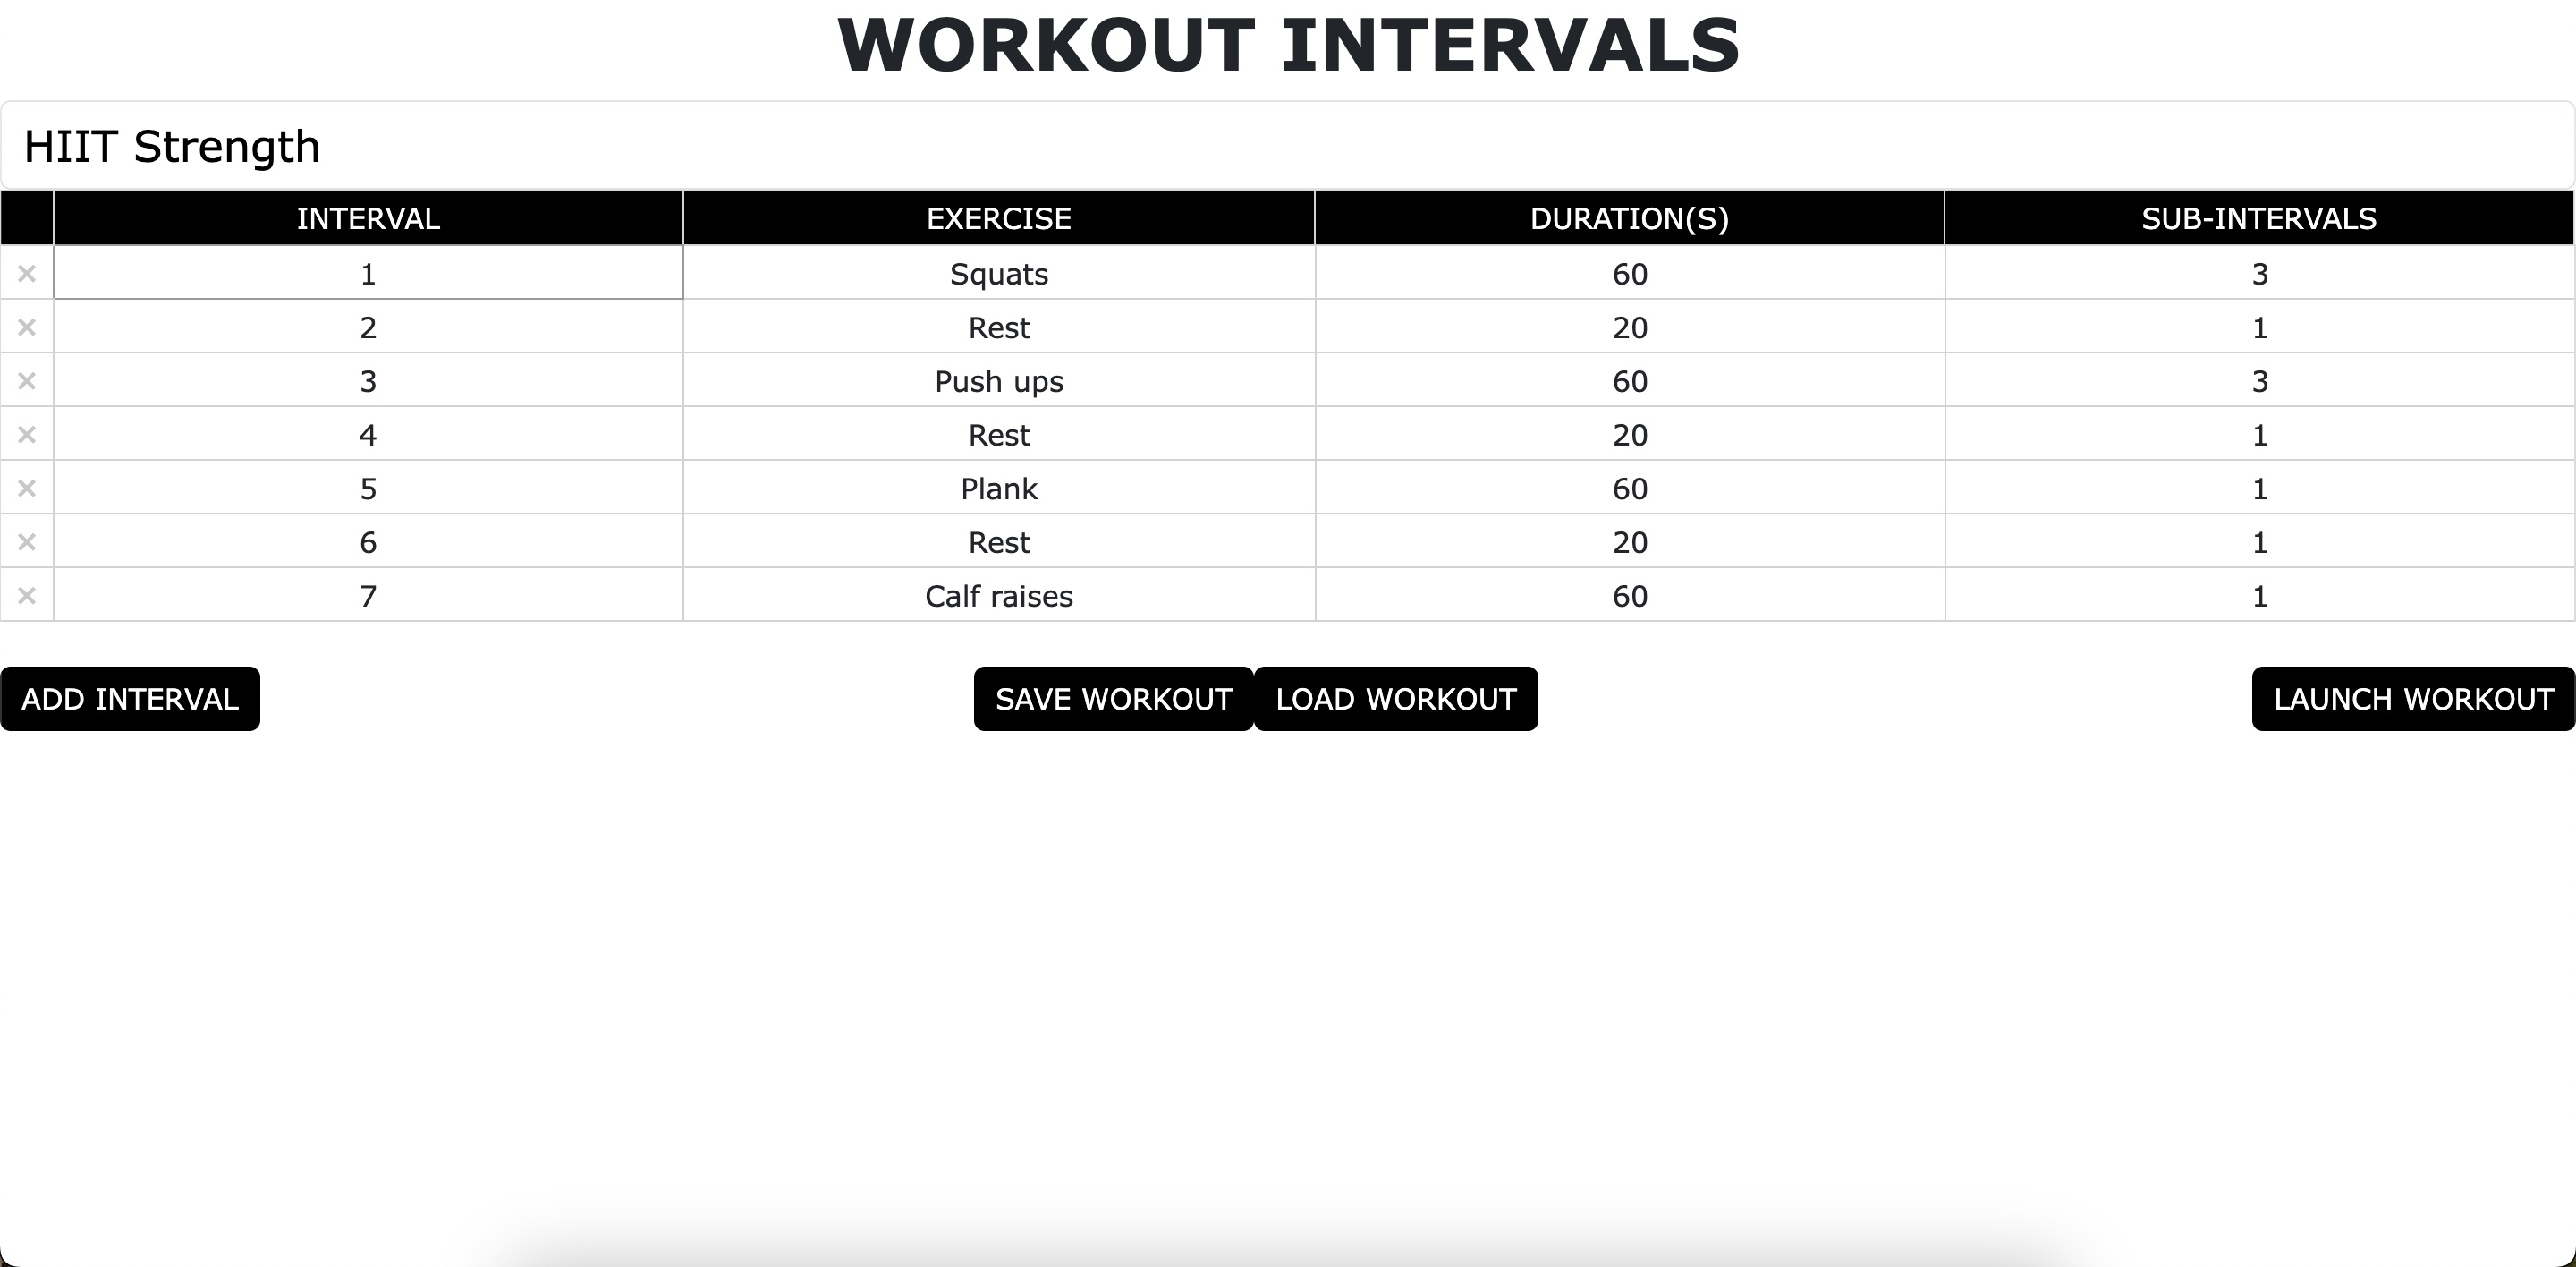 WORKOUT INTERVALS
HIIT Strength
INTERVAL EXERCISE DURATION(S) SUB-INTERVALS
× 1 Squats 60 3
× 2 Rest 20 1
× 3 Push ups 60 3
× 4 Rest 20 1
× 5 Plank 60 1
× 6 Rest 20 1
× 7 Calf raises 60 1
ADD INTERVAL SAVE WORKOUT LOAD WORKOUT LAUNCH WORKOUT